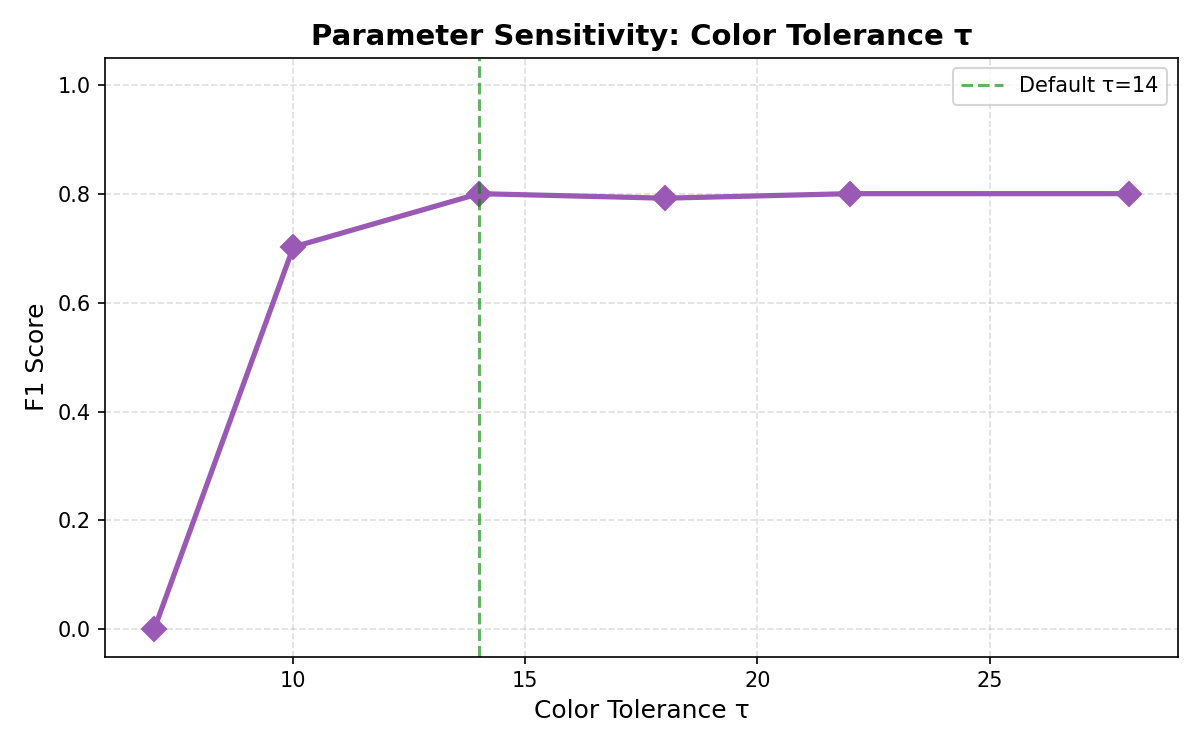 Parameter Sensitivity: Color Tolerance τ
Default τ=14
F1 Score
1.0
0.8
0.6
0.4
0.2
0.0
10 15 20 25
Color Tolerance τ